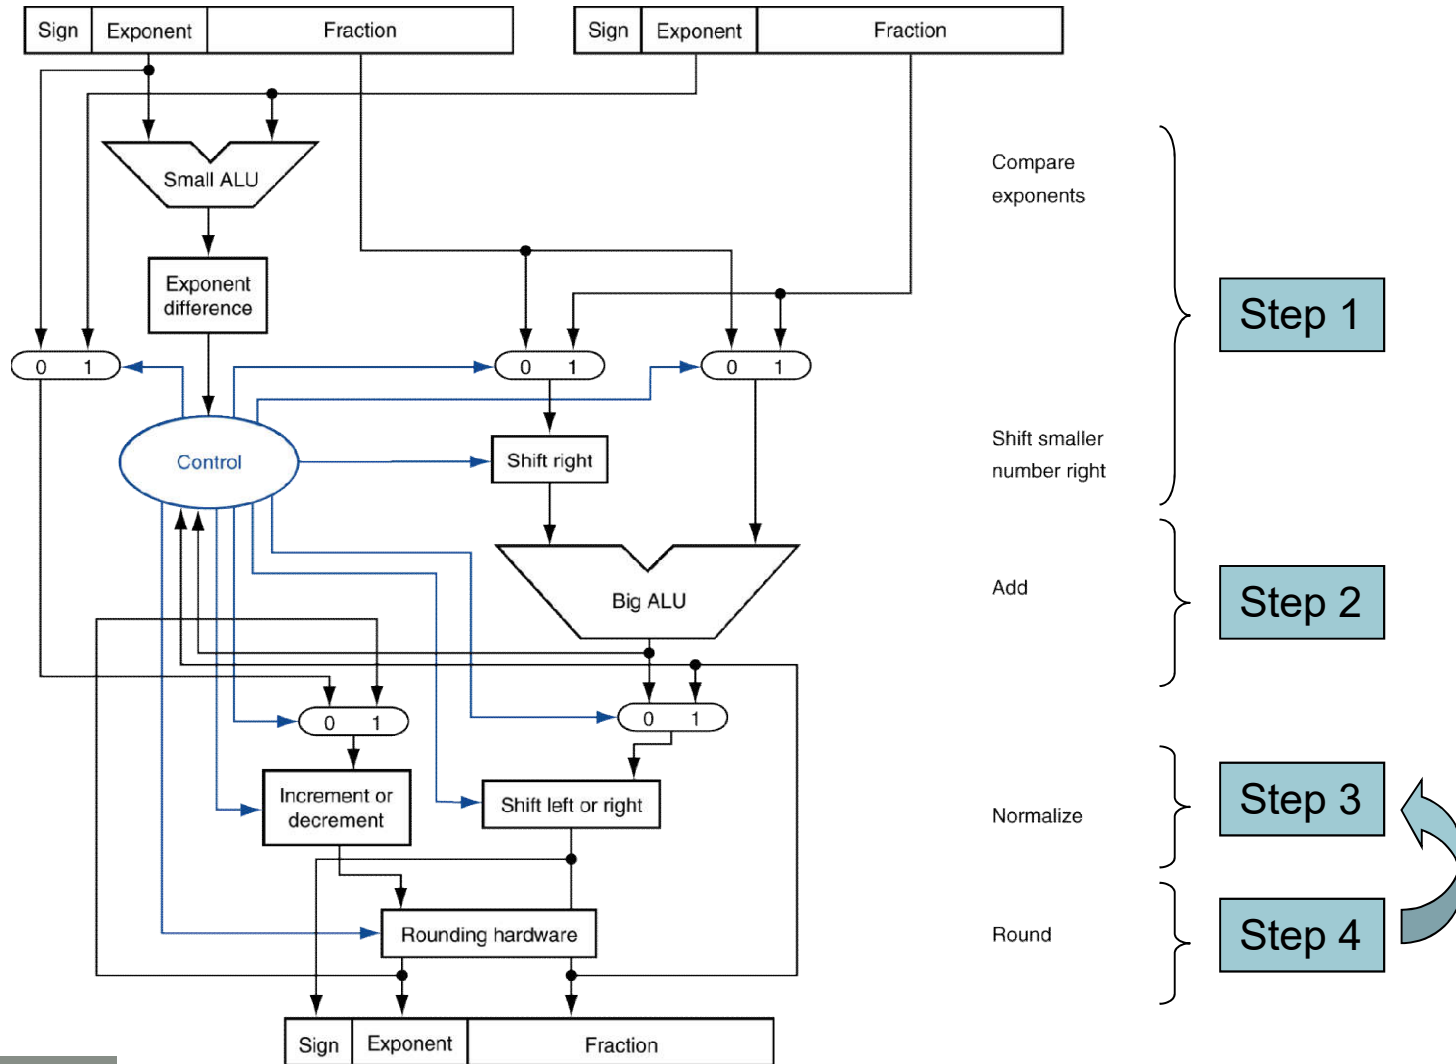 Sign Exponent Fraction
Sign Exponent Fraction
Small ALU
Compare
exponents
Step 1
Exponent
difference
0 1
0 1
0 1
Control
Shift right
Shift smaller
number right
Big ALU
Add
Step 2
0 1
0 1
Increment or
decrement
Shift left or right
Normalize
Step 3
Rounding hardware
Round
Step 4
Sign Exponent Fraction